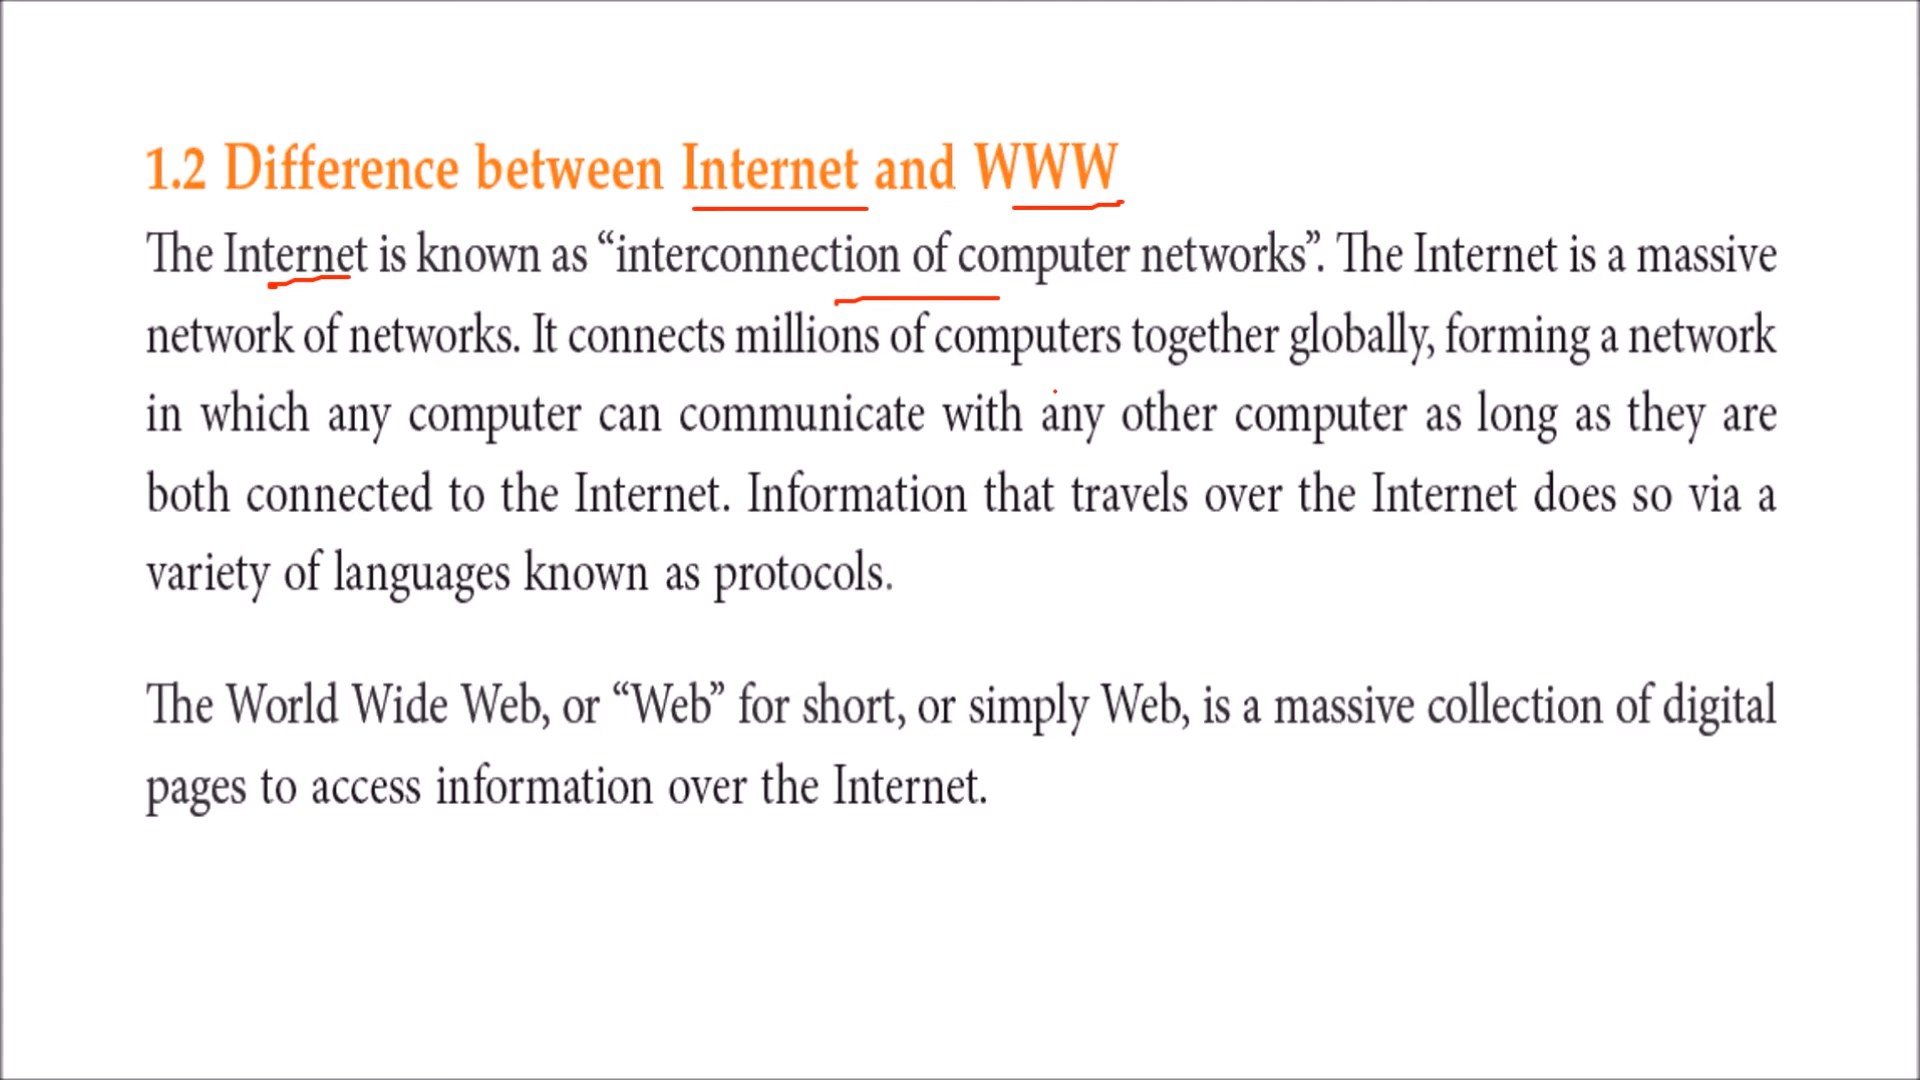 1.2 Difference between Internet and WWW
The Internet is known as “interconnection of computer networks”. The Internet is a massive
network of networks. It connects millions of computers together globally, forming a network
in which any computer can communicate with any other computer as long as they are
both connected to the Internet. Information that travels over the Internet does so via a
variety of languages known as protocols.
The World Wide Web, or “Web” for short, or simply Web, is a massive collection of digital
pages to access information over the Internet.